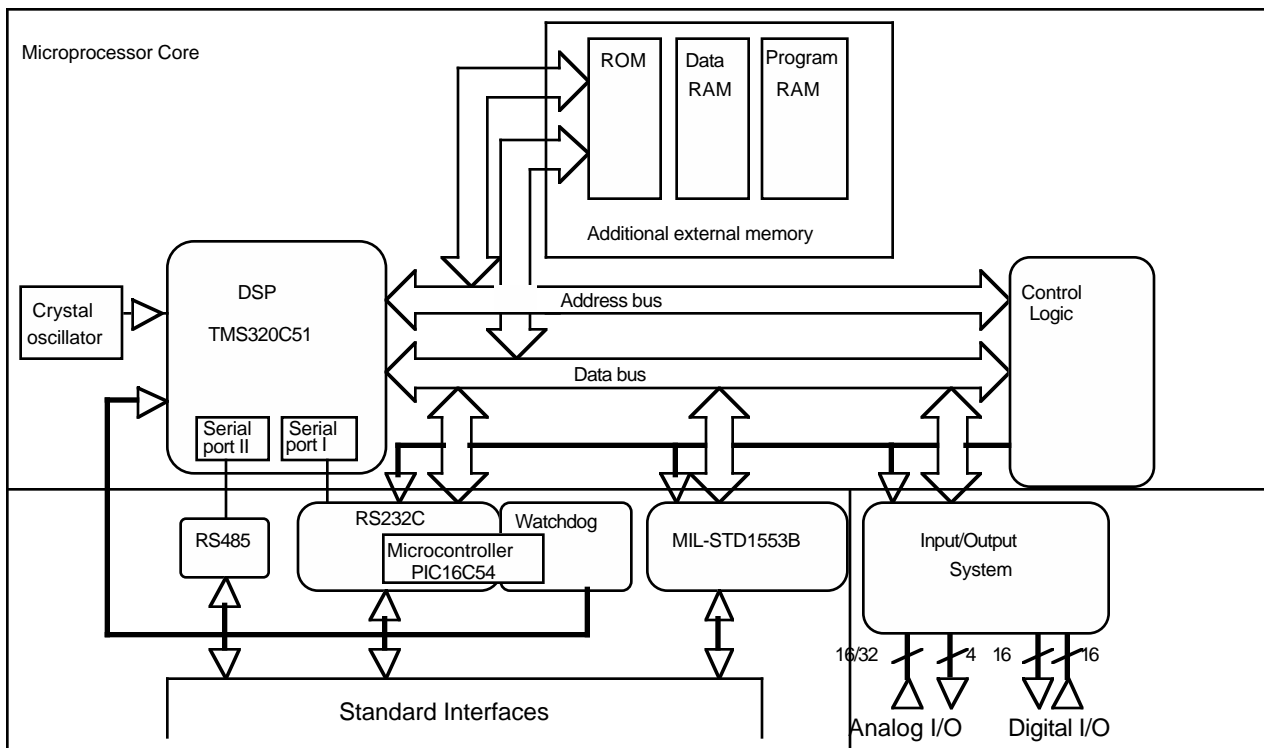 Microprocessor Core
ROM
Data
RAM
Program
RAM
Additional external memory
DSP
TMS320C51
Crystal
oscillator
Address bus
Control
Logic
Data bus
Serial
port II
Serial
port I
RS485
RS232C
Watchdog
Microcontroller
PIC16C54
MIL-STD1553B
Input/Output
System
16/32
4
16
16
Standard Interfaces
Analog I/O
Digital I/O